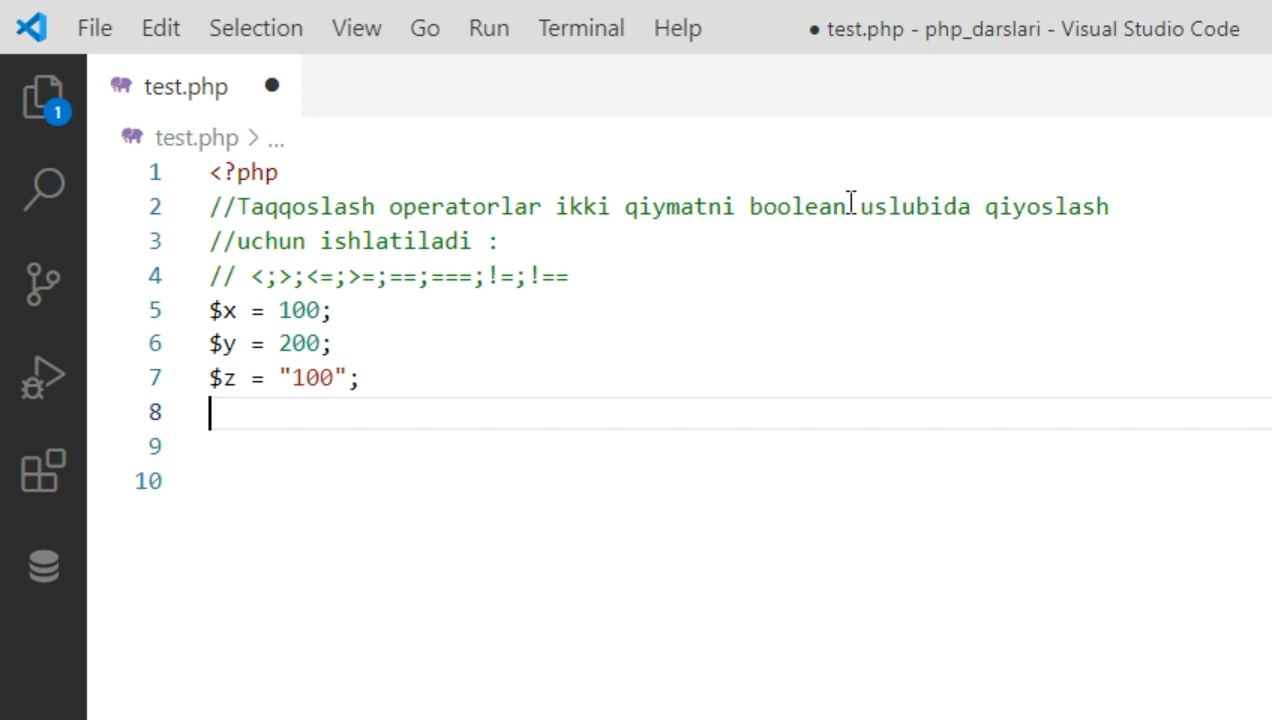 File Edit Selection View Go Run Terminal Help ● test.php - php_darslari - Visual Studio Code
1
test.php ●
test.php > ...
1 <?php
2 //Taqqoslash operatorlar ikki qiymatni boolean uslubida qiyoslash
3 //uchun ishlatiladi :
4 // <;>;<=;>=;==;===;!=;!==
5 $x = 100;
6 $y = 200;
7 $z = "100";
8
9
10